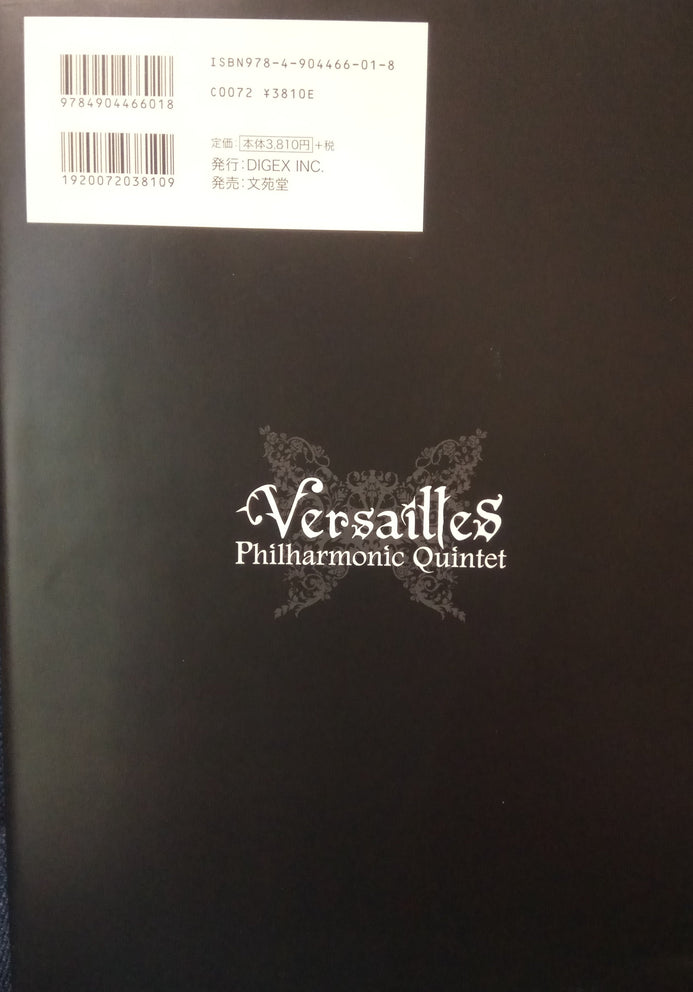 ISBN978-4-904466-01-8
9784904466018
C0072 ¥3810E
定価:本体3,810円+税
発行:DIGEX INC.
1920072038109
発売:文苑堂
Versailles
Philharmonic Quintet